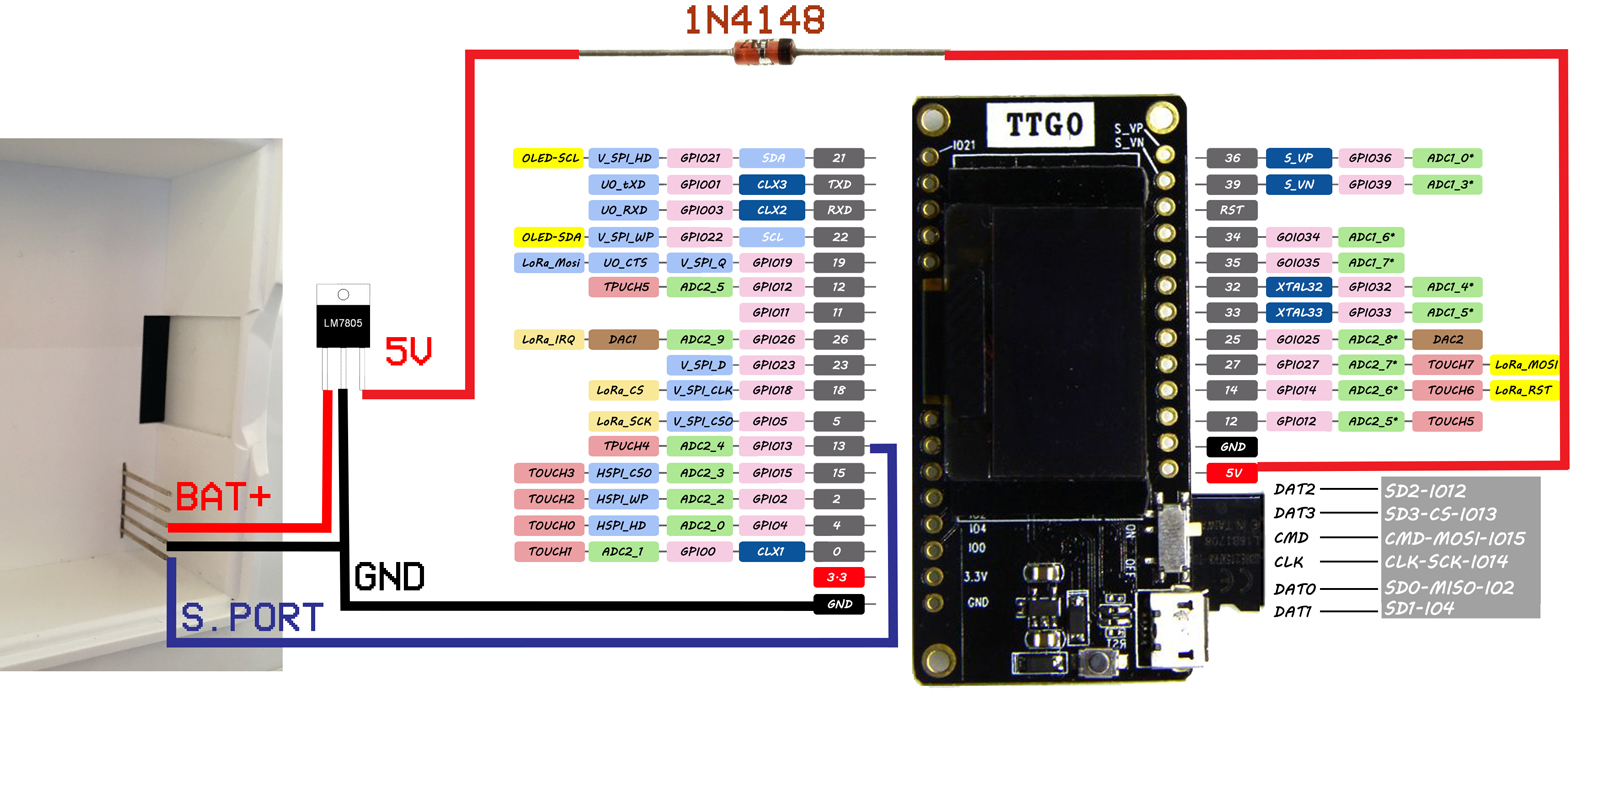 1N4148
TTGO
S_VP
S_VN
IO21
OLED-SCL V_SPI_HD GPIO21 SDA 21
UO_tXD GPIO01 CLX3 TXD
UO_RXD GPIO03 CLX2 RXD
OLED-SDA V_SPI_WP GPIO22 SCL 22
LoRa_Mosi UO_CTS V_SPI_Q GPIO19 19
TPUCH5 ADC2_5 GPIO12 12
GPIO11 11
LoRa_IRQ DAC1 ADC2_9 GPIO26 26
V_SPI_D GPIO23 23
LoRa_CS V_SPI_CLK GPIO18 18
LoRa_SCK V_SPI_CSO GPIO5 5
TPUCH4 ADC2_4 GPIO13 13
TOUCH3 HSPI_CSO ADC2_3 GPIO15 15
TOUCH2 HSPI_WP ADC2_2 GPIO2 2
TOUCH0 HSPI_HD ADC2_0 GPIO4 4
TOUCH1 ADC2_1 GPIO0 CLX1 0
3.3
GND
36 S_VP GPIO36 ADC1_0*
39 S_VN GPIO39 ADC1_3*
RST
34 GOIO34 ADC1_6*
35 GOIO35 ADC1_7*
32 XTAL32 GPIO32 ADC1_4*
33 XTAL33 GPIO33 ADC1_5*
25 GOIO25 ADC2_8* DAC2
27 GPIO27 ADC2_7* TOUCH7 LoRa_MOSI
14 GPIO14 ADC2_6* TOUCH6 LoRa_RST
12 GPIO12 ADC2_5* TOUCH5
GND
5V
DAT2 SD2-IO12
DAT3 SD3-CS-IO13
CMD CMD-MOSI-IO15
CLK CLK-SCK-IO14
DAT0 SD0-MISO-IO2
DAT1 SD1-IO4
LM7805
5V
BAT+
GND
S.PORT
IO2
IO4
IO0
3.3V
GND
ON
OFF
RST